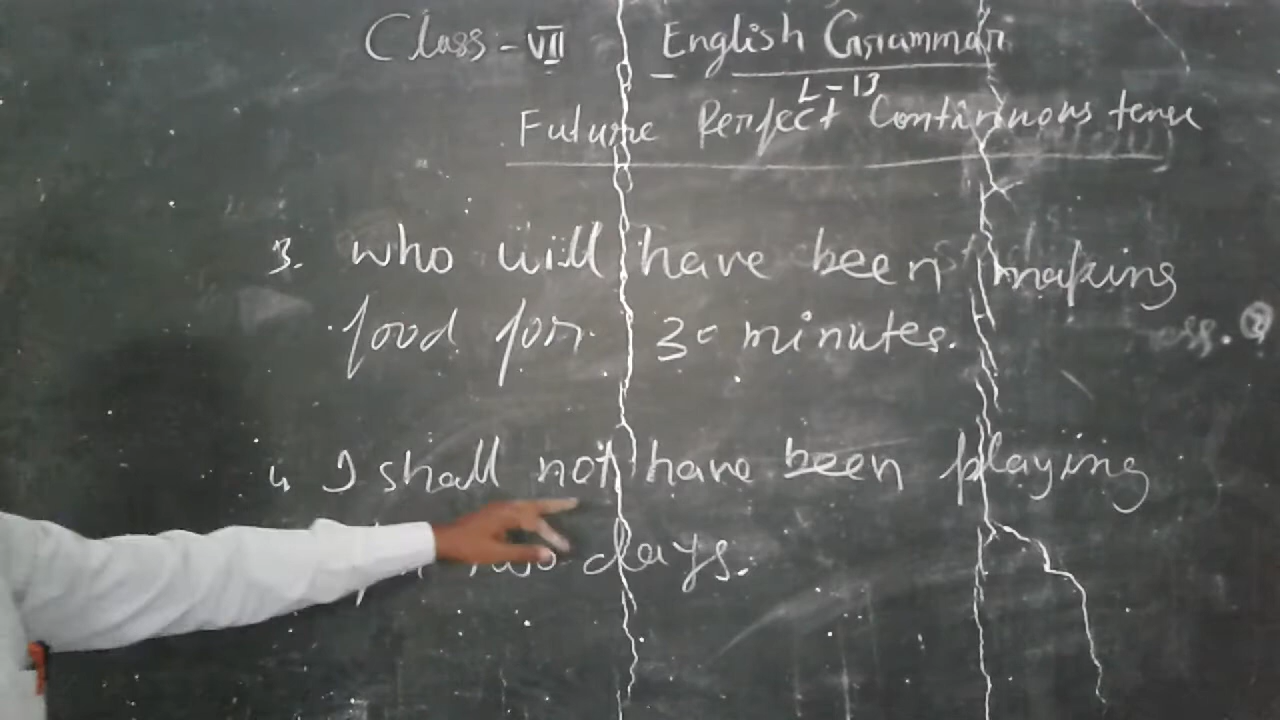 Class - VII English Grammar
L-13
Future Perfect Continuous tense
3. who will have been making
food for 30 minutes.
4. I shall not have been playing
two days.